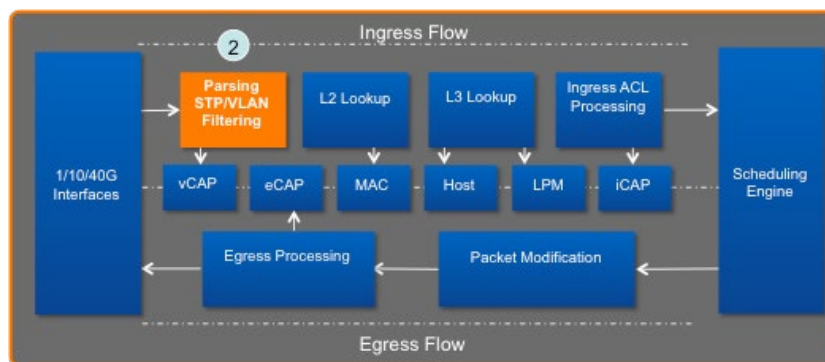 Ingress Flow
2
Parsing
STP/VLAN
Filtering
L2 Lookup
L3 Lookup
Ingress ACL
Processing
1/10/40G
Interfaces
vCAP
eCAP
MAC
Host
LPM
iCAP
Scheduling
Engine
Egress Processing
Packet Modification
Egress Flow